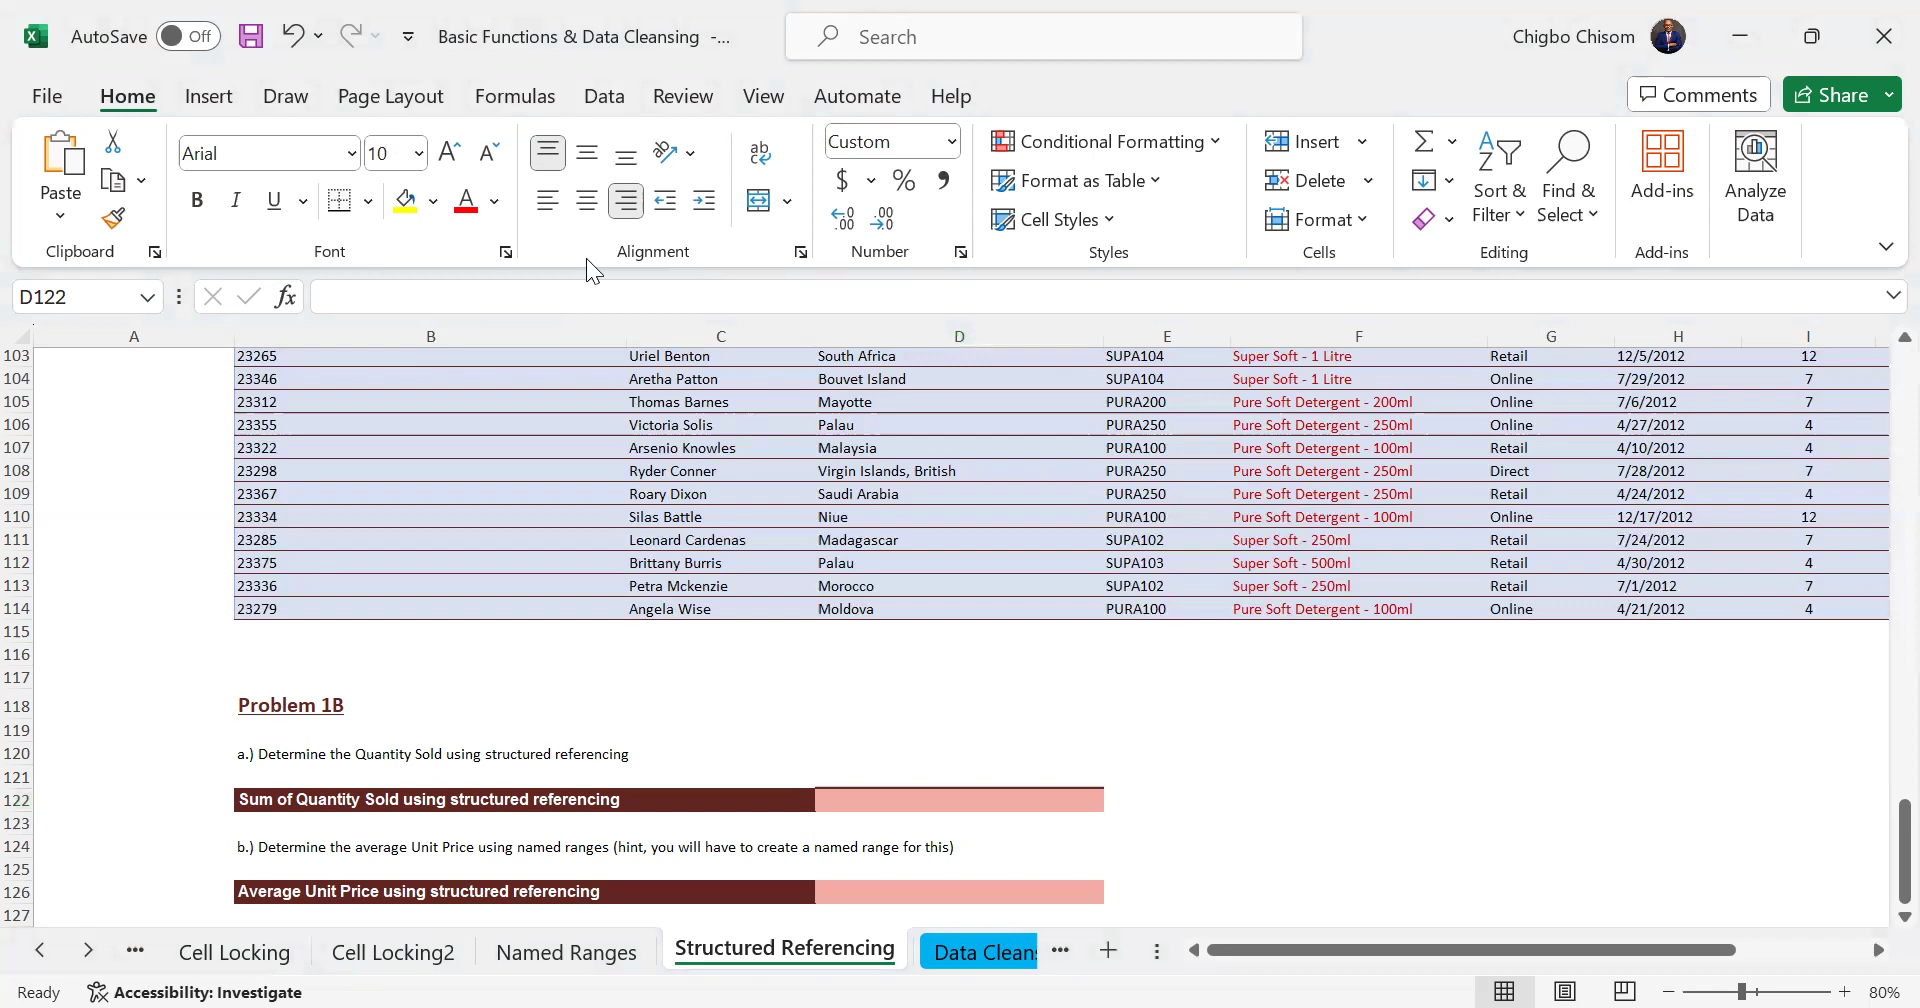 AutoSave Off Basic Functions & Data Cleansing -... Search Chigbo Chisom
File Home Insert Draw Page Layout Formulas Data Review View Automate Help Comments Share
Paste
Clipboard
Arial 10
B I U A
Font
ab
Alignment
Custom
$ % ,
.00 .00
Number
Conditional Formatting
Format as Table
Cell Styles
Styles
Insert
Delete
Format
Cells
Sort & Filter
Find & Select
Editing
Add-ins
Add-ins
Analyze Data
D122 fx
A B C D E F G H I
103 23265 Uriel Benton South Africa SUPA104 Super Soft - 1 Litre Retail 12/5/2012 12
104 23346 Aretha Patton Bouvet Island SUPA104 Super Soft - 1 Litre Online 7/29/2012 7
105 23312 Thomas Barnes Mayotte PURA200 Pure Soft Detergent - 200ml Online 7/6/2012 7
106 23355 Victoria Solis Palau PURA250 Pure Soft Detergent - 250ml Online 4/27/2012 4
107 23322 Arsenio Knowles Malaysia PURA100 Pure Soft Detergent - 100ml Retail 4/10/2012 4
108 23298 Ryder Conner Virgin Islands, British PURA250 Pure Soft Detergent - 250ml Direct 7/28/2012 7
109 23367 Roary Dixon Saudi Arabia PURA250 Pure Soft Detergent - 250ml Retail 4/24/2012 4
110 23334 Silas Battle Niue PURA100 Pure Soft Detergent - 100ml Online 12/17/2012 12
111 23285 Leonard Cardenas Madagascar SUPA102 Super Soft - 250ml Retail 7/24/2012 7
112 23375 Brittany Burris Palau SUPA103 Super Soft - 500ml Retail 4/30/2012 4
113 23336 Petra Mckenzie Morocco SUPA102 Super Soft - 250ml Retail 7/1/2012 7
114 23279 Angela Wise Moldova PURA100 Pure Soft Detergent - 100ml Online 4/21/2012 4
115
116
117
118 Problem 1B
119
120 a.) Determine the Quantity Sold using structured referencing
121
122 Sum of Quantity Sold using structured referencing
123
124 b.) Determine the average Unit Price using named ranges (hint, you will have to create a named range for this)
125
126 Average Unit Price using structured referencing
127
Cell Locking Cell Locking2 Named Ranges Structured Referencing Data Clean
Ready Accessibility: Investigate 80%